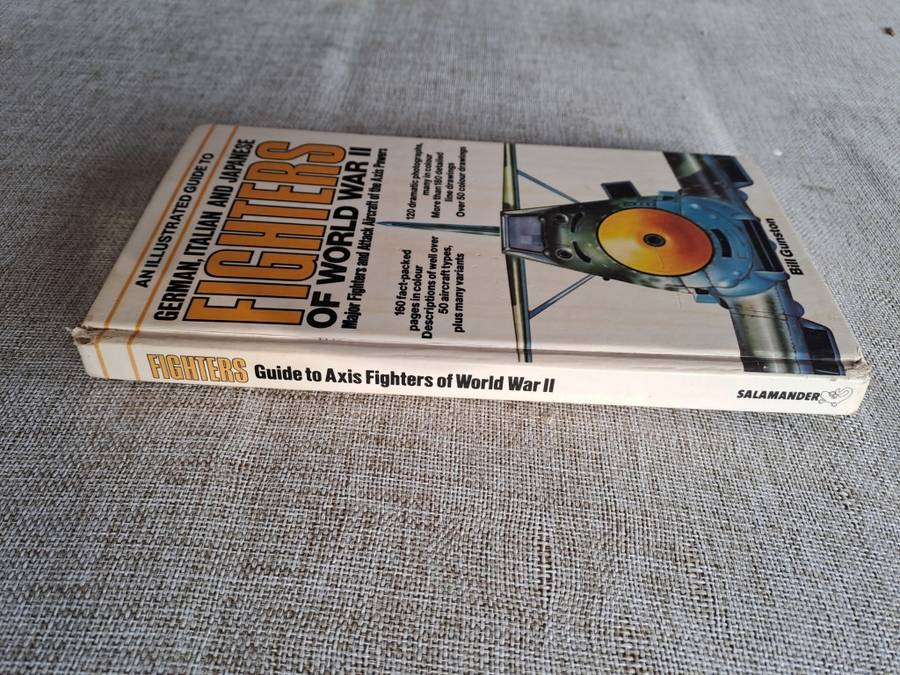 AN ILLUSTRATED GUIDE TO
GERMAN, ITALIAN AND JAPANESE
FIGHTERS
OF WORLD WAR II
Major Fighters and Attack Aircraft of the Axis Powers
160 fact-packed
pages in colour
Descriptions of well over
50 aircraft types,
plus many variants
120 dramatic photographs,
many in colour
More than 180 detailed
line drawings
Over 50 colour drawings
Bill Gunston
FIGHTERS Guide to Axis Fighters of World War II SALAMANDER